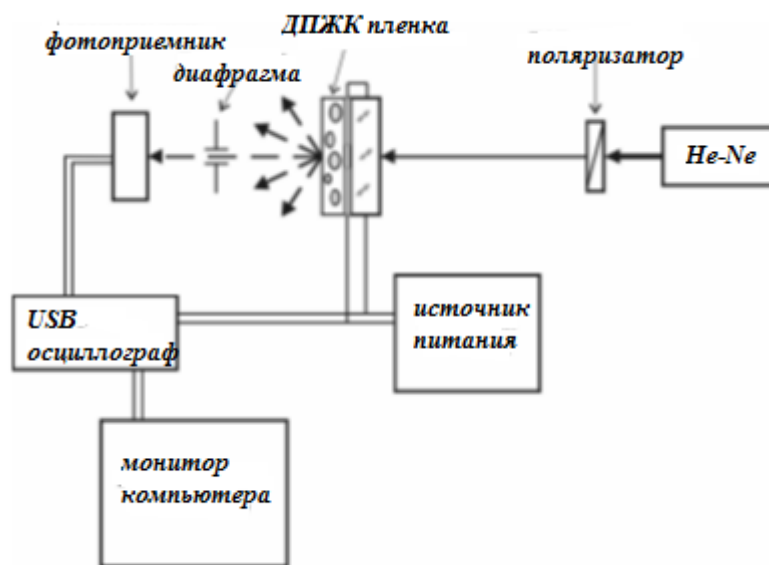 ДПЖК пленка
фотоприемник
диафрагма
поляризатор
He-Ne
USB
осциллограф
источник
питания
монитор
компьютера